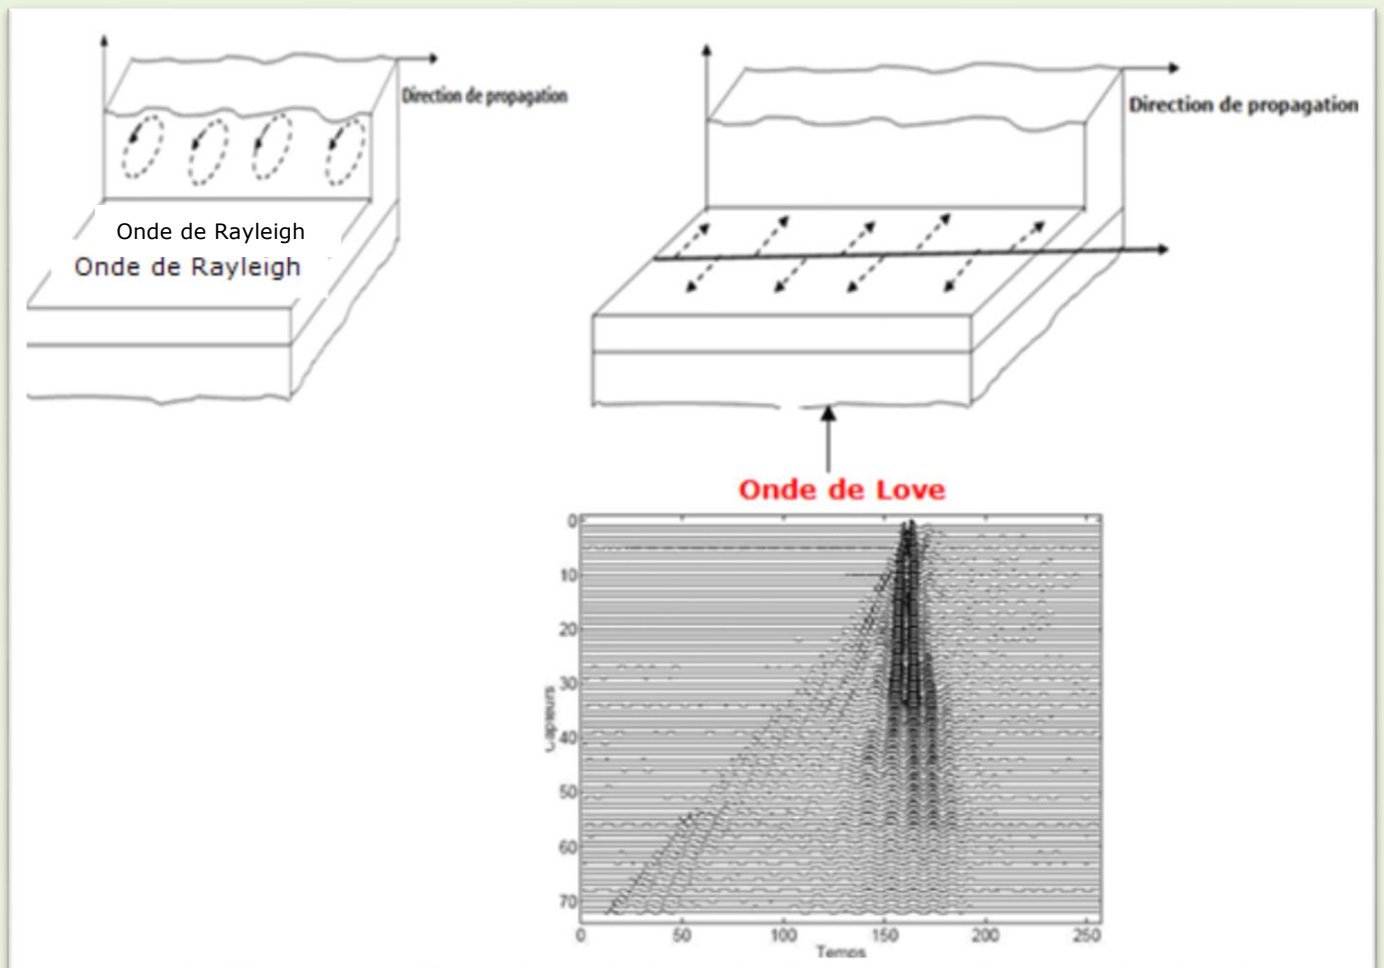 Direction de propagation
Direction de propagation
Onde de Rayleigh
Onde de Rayleigh
Onde de Love
0
10
20
30
40
50
60
70
Capteurs
0 50 100 150 200 250
Temps